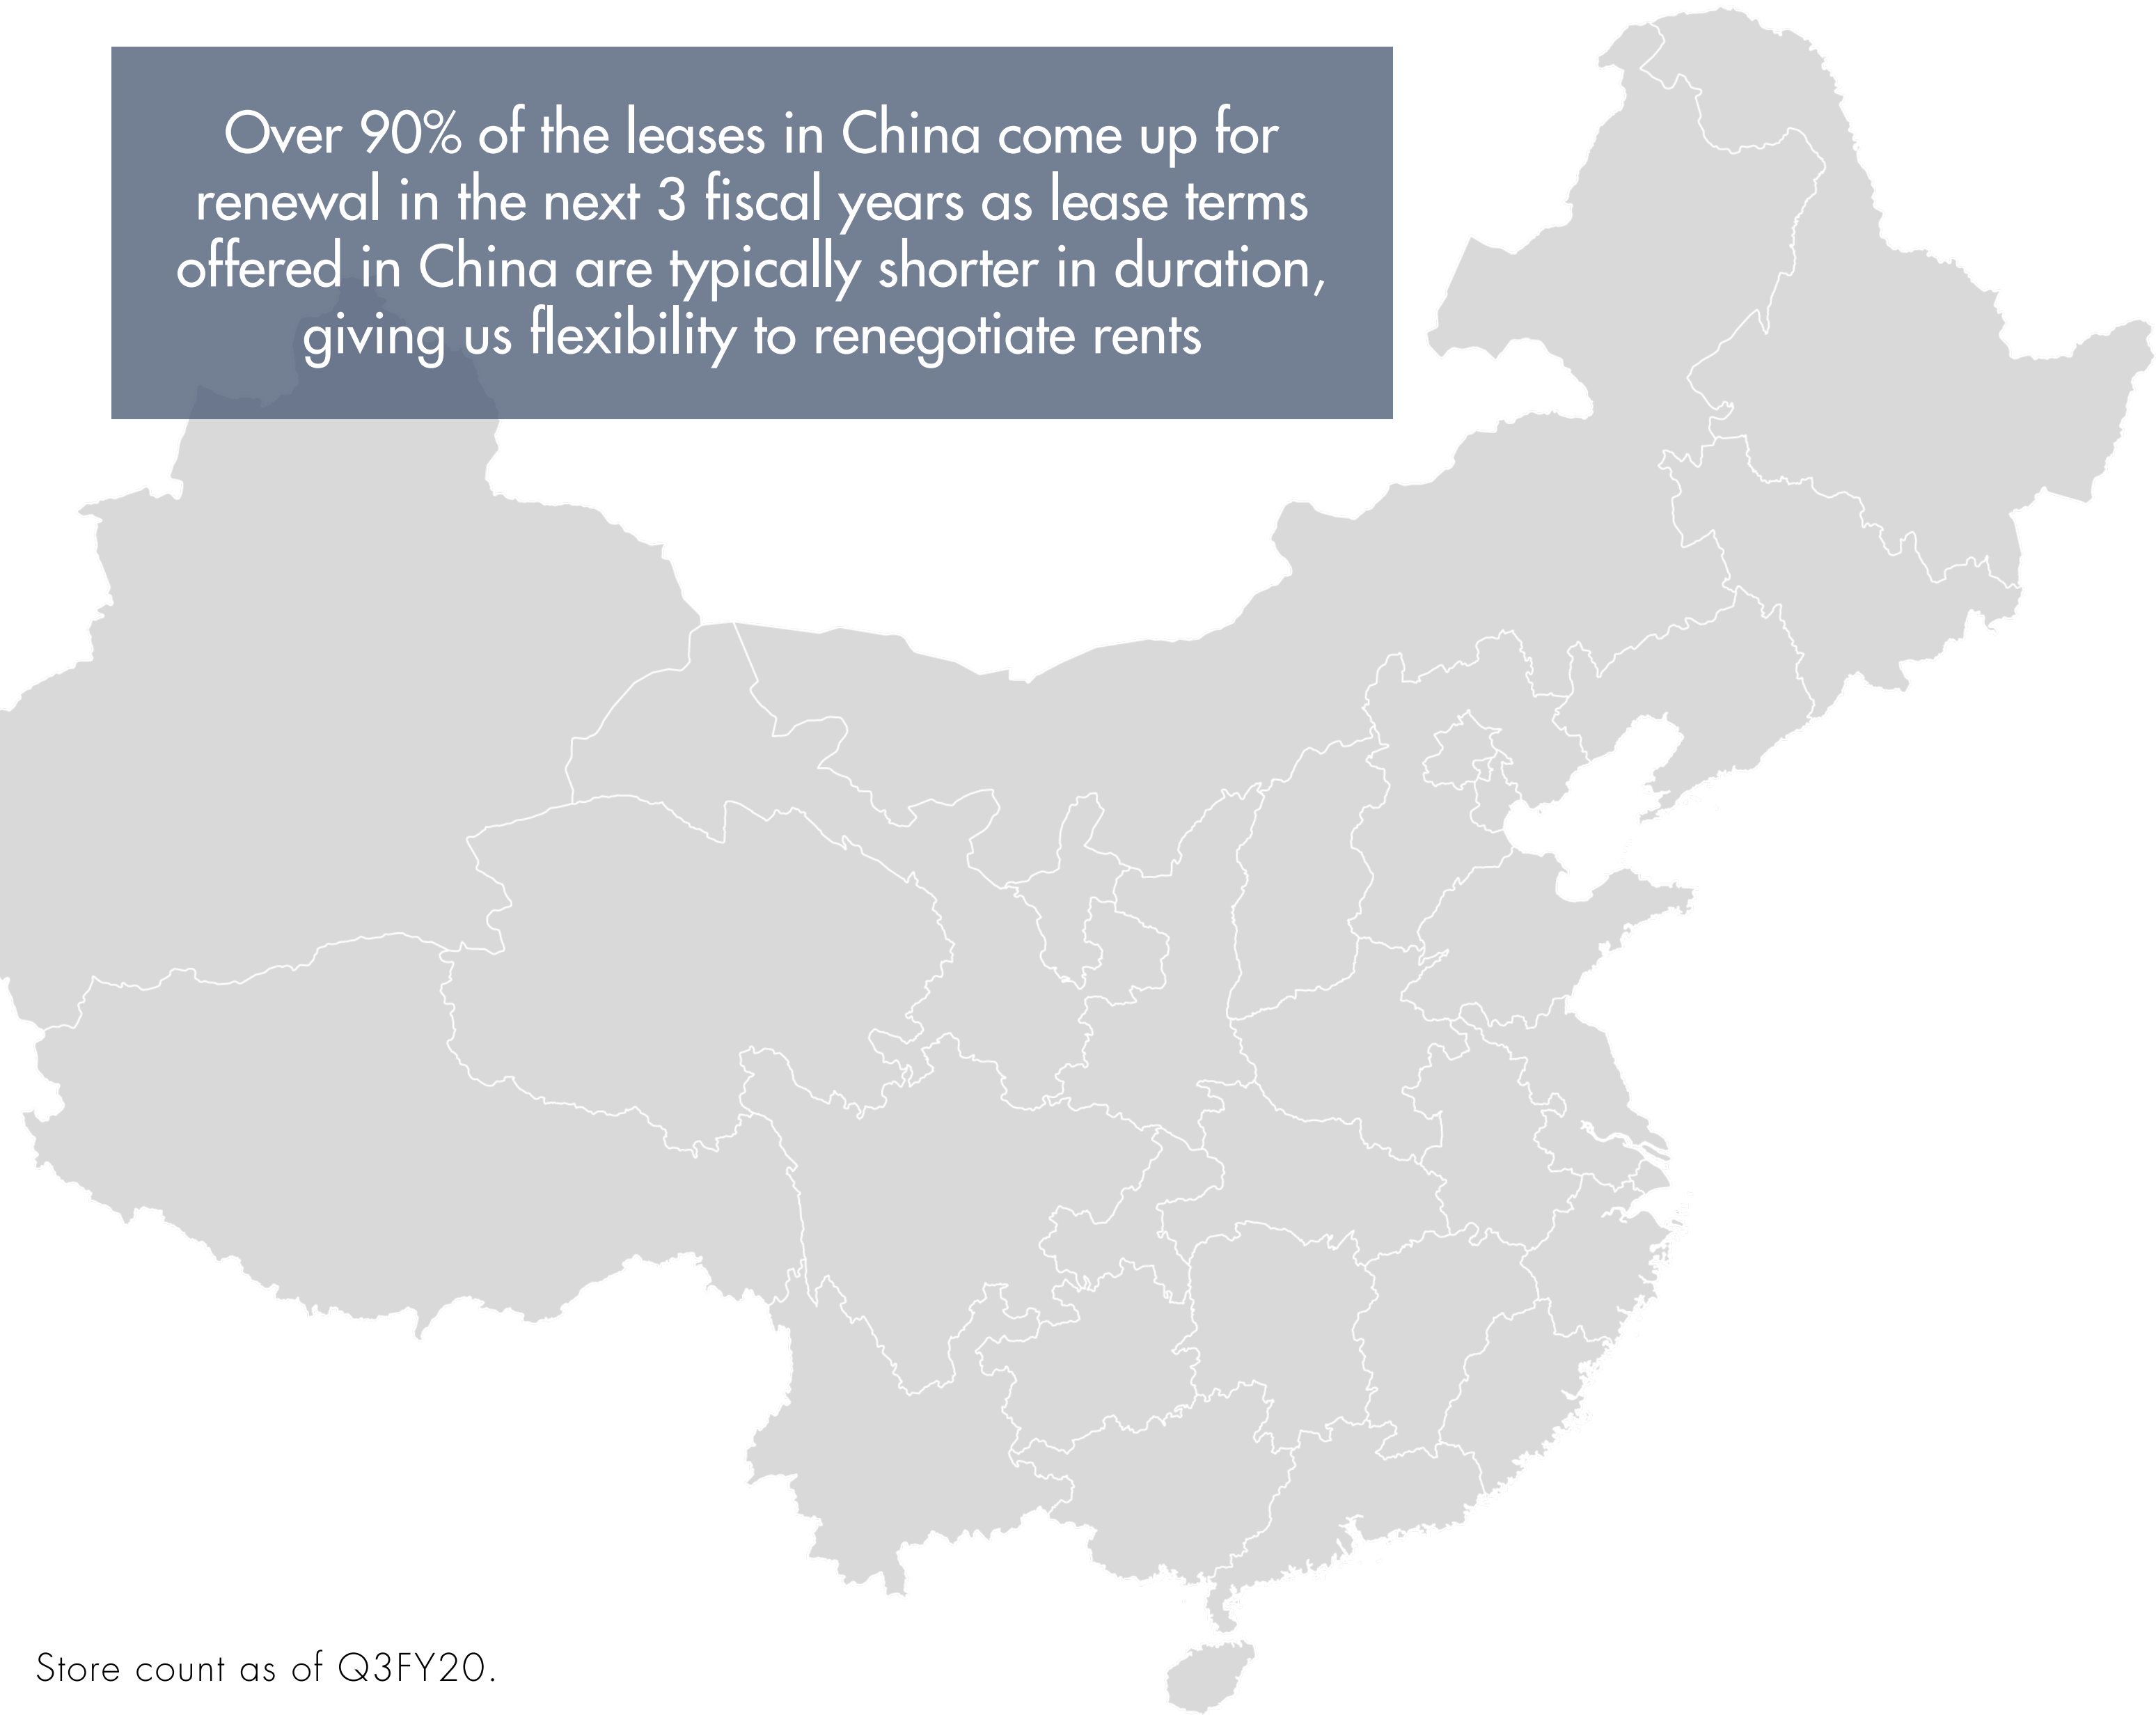 Over 90% of the leases in China come up for
renewal in the next 3 fiscal years as lease terms
offered in China are typically shorter in duration,
giving us flexibility to renegotiate rents
Store count as of Q3FY20.